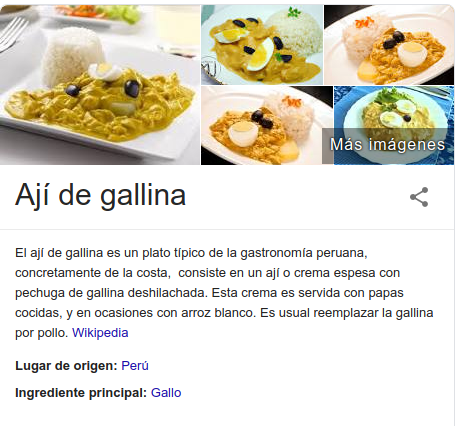 Más imágenes
Ají de gallina
El ají de gallina es un plato típico de la gastronomía peruana,
concretamente de la costa,  consiste en un ají o crema espesa con
pechuga de gallina deshilachada. Esta crema es servida con papas
cocidas, y en ocasiones con arroz blanco. Es usual reemplazar la gallina
por pollo. Wikipedia
Lugar de origen: Perú
Ingrediente principal: Gallo